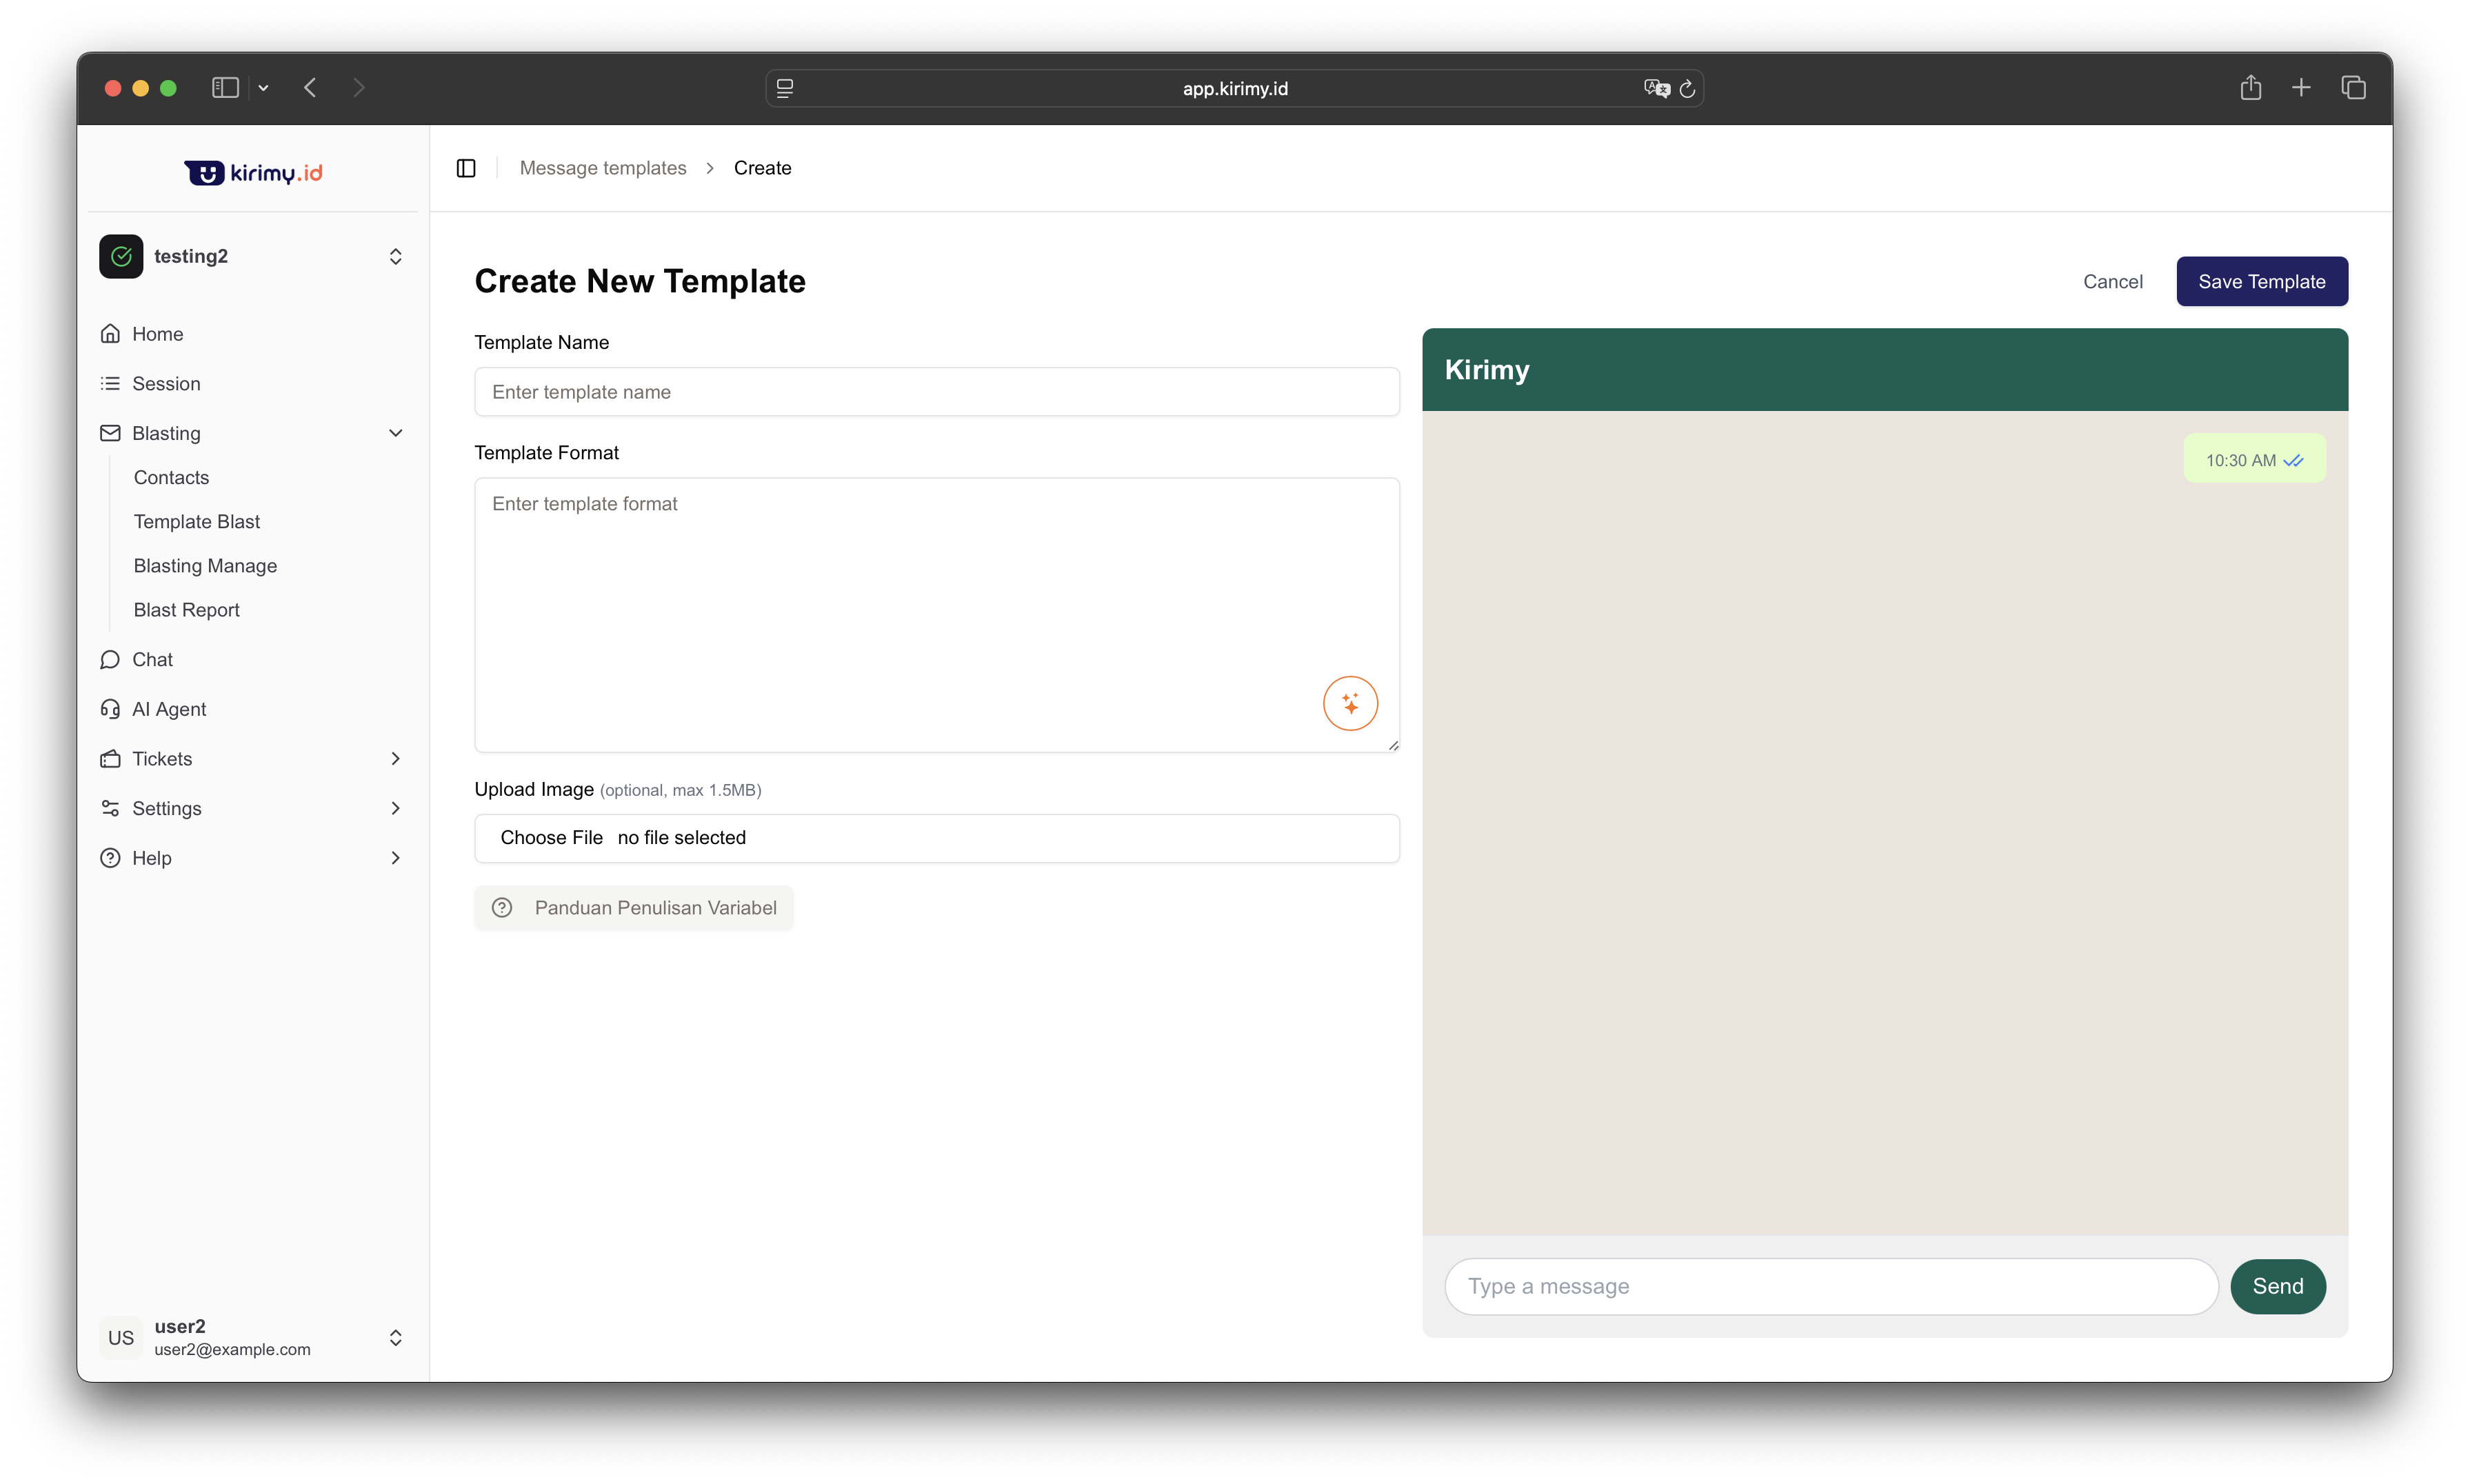 app.kirimy.id
kirimy.id
Message templates > Create
testing2
Home
Session
Blasting
Contacts
Template Blast
Blasting Manage
Blast Report
Chat
AI Agent
Tickets
Settings
Help
US
user2
user2@example.com
Create New Template
Cancel
Save Template
Template Name
Enter template name
Template Format
Enter template format
Upload Image (optional, max 1.5MB)
Choose File no file selected
Panduan Penulisan Variabel
Kirimy
10:30 AM
Type a message
Send